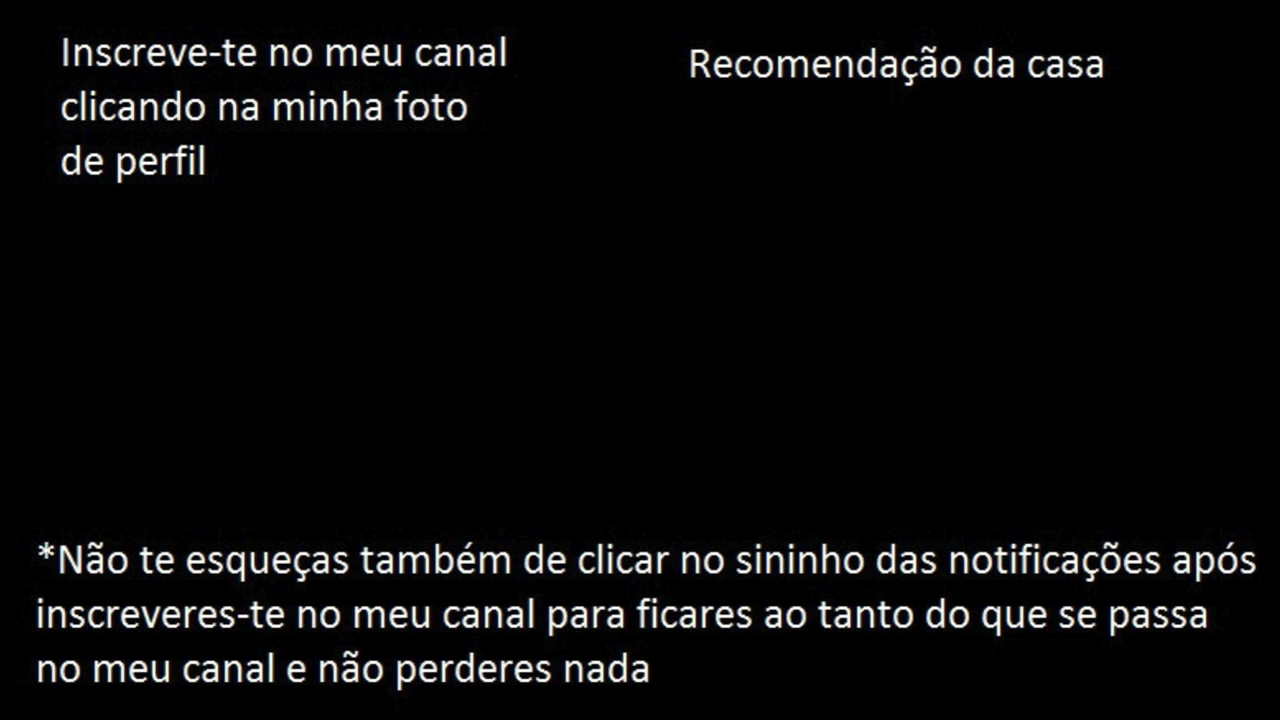 Inscreve-te no meu canal
clicando na minha foto
de perfil
Recomendação da casa
*Não te esqueças também de clicar no sininho das notificações após
inscreveres-te no meu canal para ficares ao tanto do que se passa
no meu canal e não perderes nada